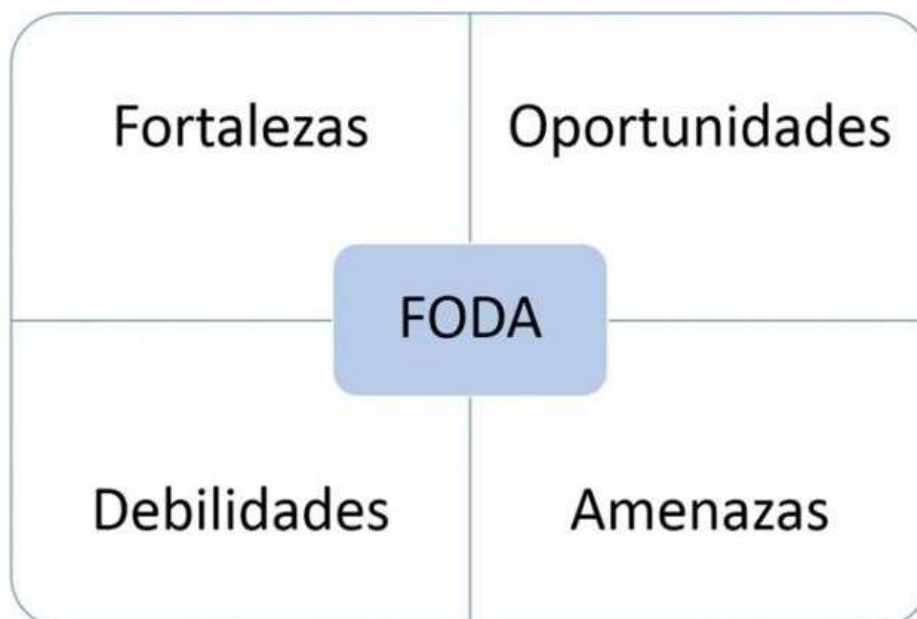 Fortalezas
Oportunidades
FODA
Debilidades
Amenazas